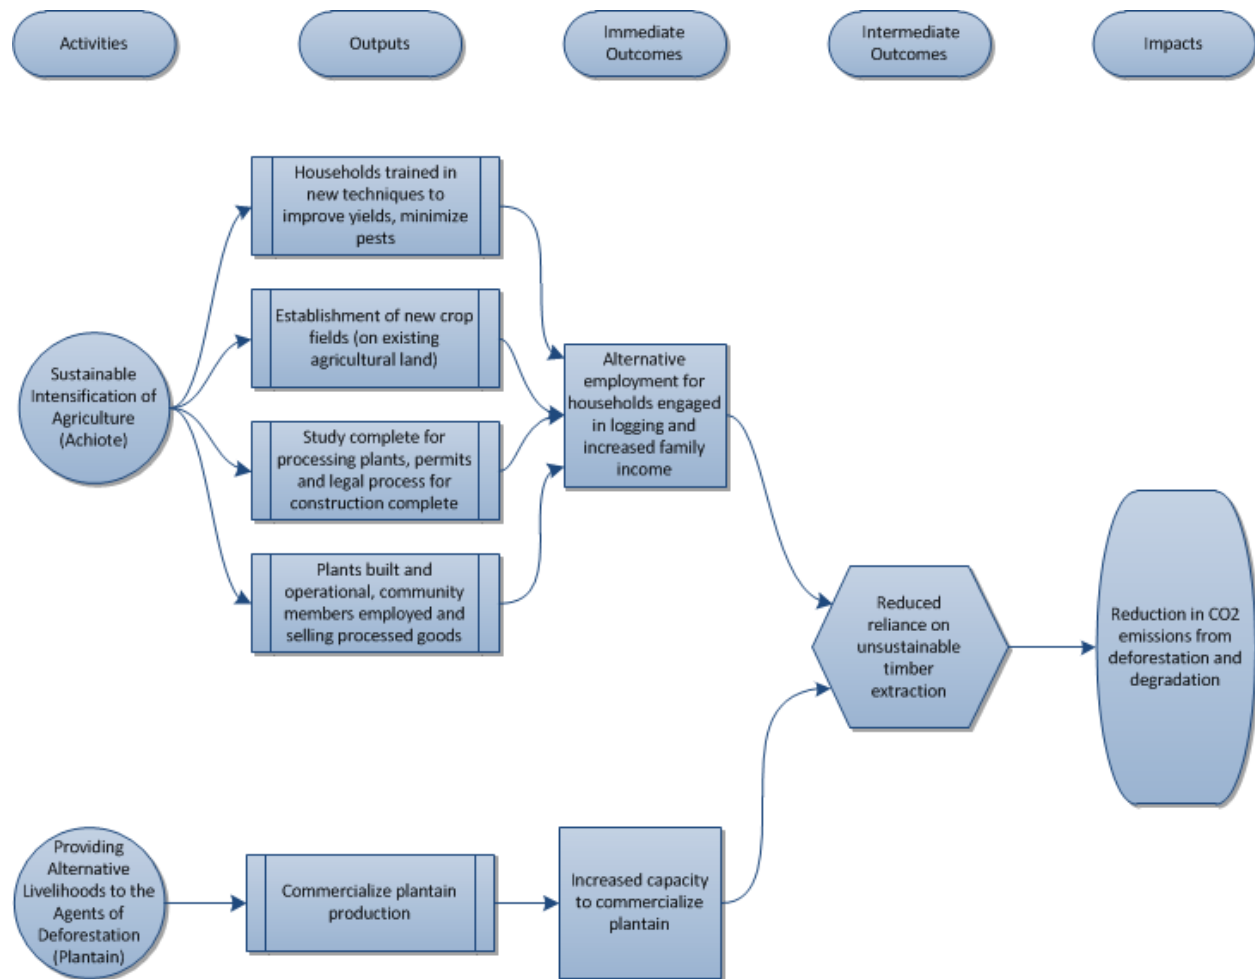 Activities
Outputs
Immediate
Outcomes
Intermediate
Outcomes
Impacts
Households trained in
new techniques to
improve yields, minimize
pests
Establishment of new crop
fields (on existing
agricultural land)
Sustainable
Intensification of
Agriculture
(Achiote)
Study complete for
processing plants, permits
and legal process for
construction complete
Plants built and
operational, community
members employed and
selling processed goods
Alternative
employment for
households engaged
in logging and
increased family
income
Reduced
reliance on
unsustainable
timber
extraction
Reduction in CO2
emissions from
deforestation and
degradation
Providing
Alternative
Livelihoods to the
Agents of
Deforestation
(Plantain)
Commercialize plantain
production
Increased capacity
to commercialize
plantain